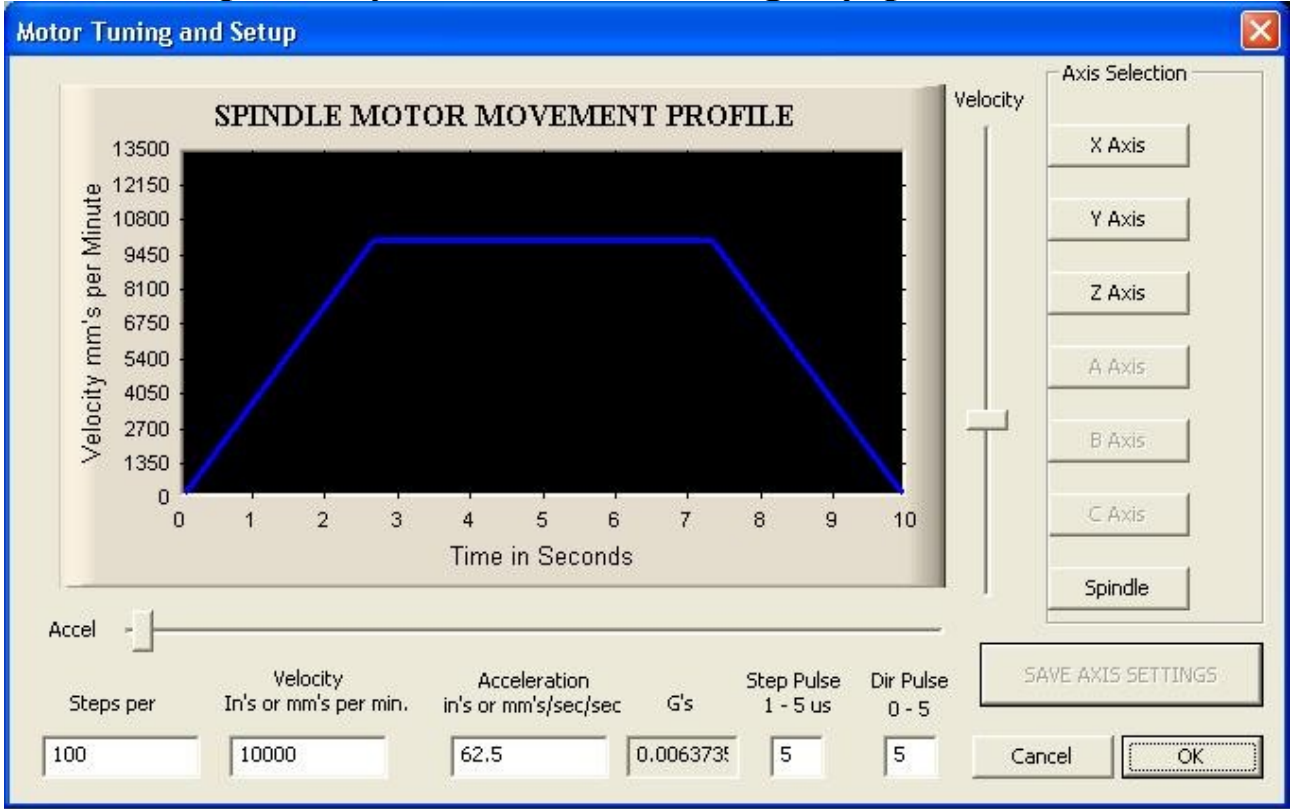 Motor Tuning and Setup
SPINDLE MOTOR MOVEMENT PROFILE
Velocity mm's per Minute
13500
12150
10800
9450
8100
6750
5400
4050
2700
1350
0
0 1 2 3 4 5 6 7 8 9 10
Time in Seconds
Velocity
Axis Selection
X Axis
Y Axis
Z Axis
A Axis
B Axis
C Axis
Spindle
Accel
Steps per
100
Velocity
In's or mm's per min.
10000
Acceleration
in's or mm's/sec/sec
62.5
G's
Step Pulse
1 - 5 us
5
Dir Pulse
0 - 5
5
SAVE AXIS SETTINGS
Cancel
OK